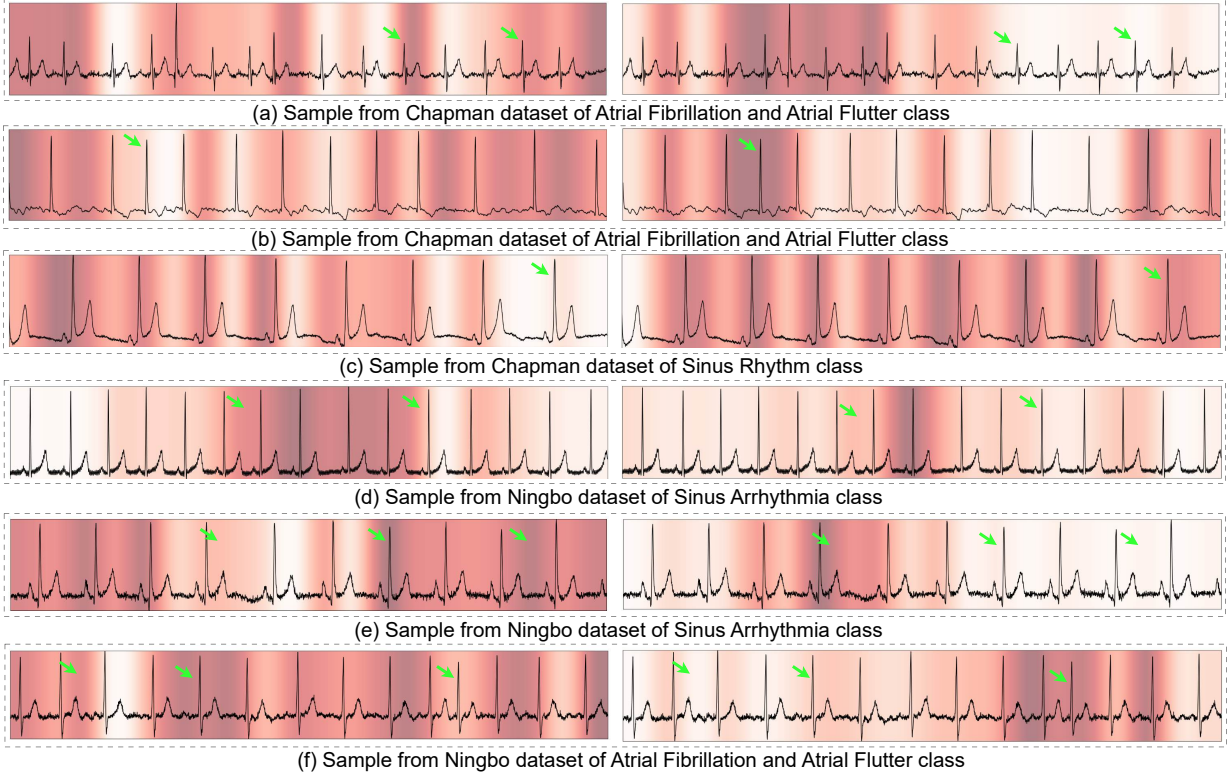 (a) Sample from Chapman dataset of Atrial Fibrillation and Atrial Flutter class
(b) Sample from Chapman dataset of Atrial Fibrillation and Atrial Flutter class
(c) Sample from Chapman dataset of Sinus Rhythm class
(d) Sample from Ningbo dataset of Sinus Arrhythmia class
(e) Sample from Ningbo dataset of Sinus Arrhythmia class
(f) Sample from Ningbo dataset of Atrial Fibrillation and Atrial Flutter class